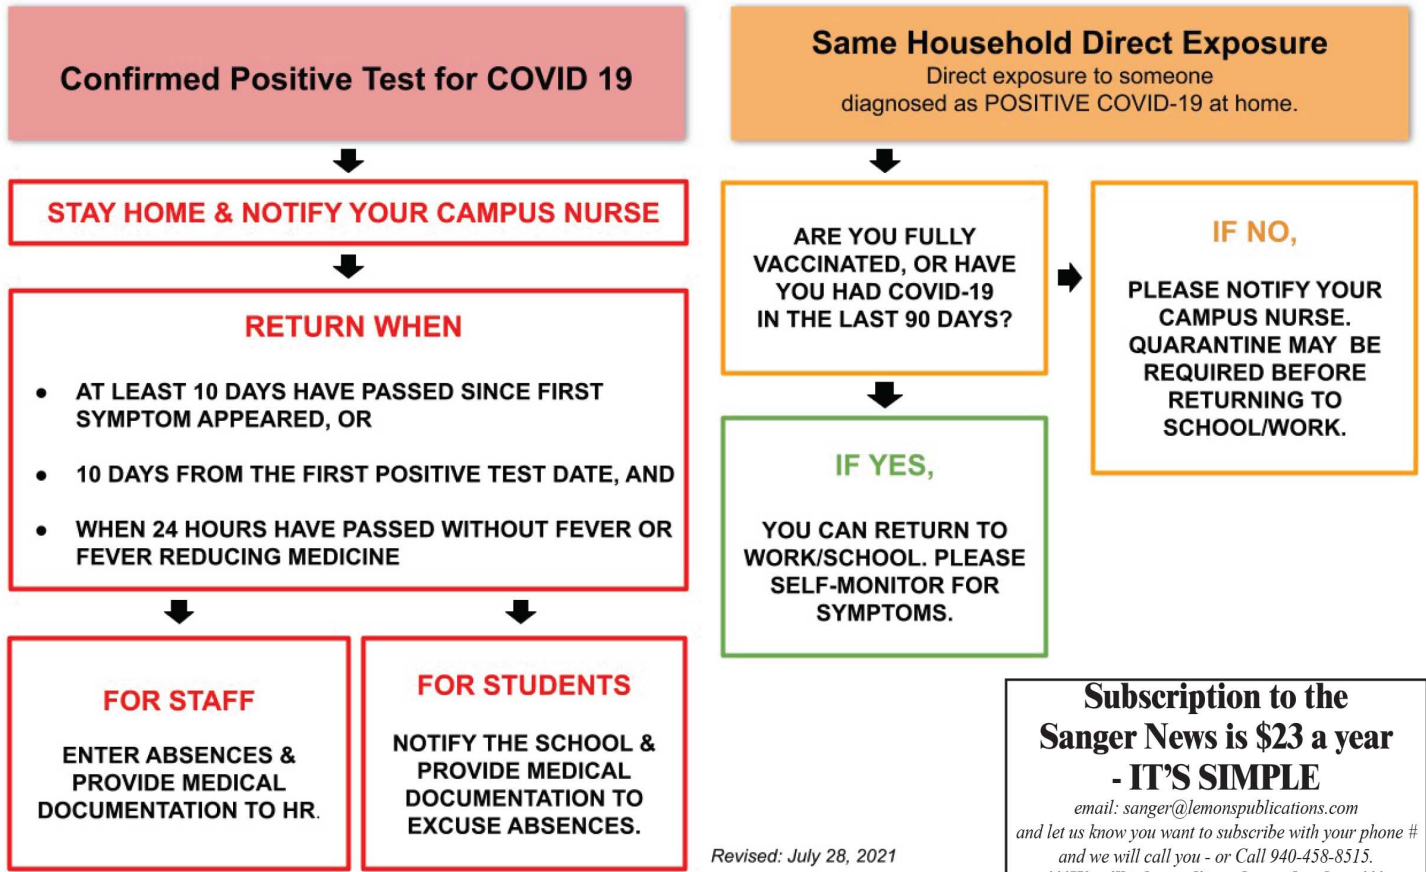 Confirmed Positive Test for COVID 19
STAY HOME & NOTIFY YOUR CAMPUS NURSE
RETURN WHEN
● AT LEAST 10 DAYS HAVE PASSED SINCE FIRST
SYMPTOM APPEARED, OR
● 10 DAYS FROM THE FIRST POSITIVE TEST DATE, AND
● WHEN 24 HOURS HAVE PASSED WITHOUT FEVER OR
FEVER REDUCING MEDICINE
FOR STAFF
ENTER ABSENCES &
PROVIDE MEDICAL
DOCUMENTATION TO HR.
FOR STUDENTS
NOTIFY THE SCHOOL &
PROVIDE MEDICAL
DOCUMENTATION TO
EXCUSE ABSENCES.
Same Household Direct Exposure
Direct exposure to someone
diagnosed as POSITIVE COVID-19 at home.
ARE YOU FULLY
VACCINATED, OR HAVE
YOU HAD COVID-19
IN THE LAST 90 DAYS?
IF NO,
PLEASE NOTIFY YOUR
CAMPUS NURSE.
QUARANTINE MAY BE
REQUIRED BEFORE
RETURNING TO
SCHOOL/WORK.
IF YES,
YOU CAN RETURN TO
WORK/SCHOOL. PLEASE
SELF-MONITOR FOR
SYMPTOMS.
Revised: July 28, 2021
Subscription to the
Sanger News is $23 a year
- IT'S SIMPLE
email: sanger@lemonspublications.com
and let us know you want to subscribe with your phone #
and we will call you - or Call 940-458-8515.